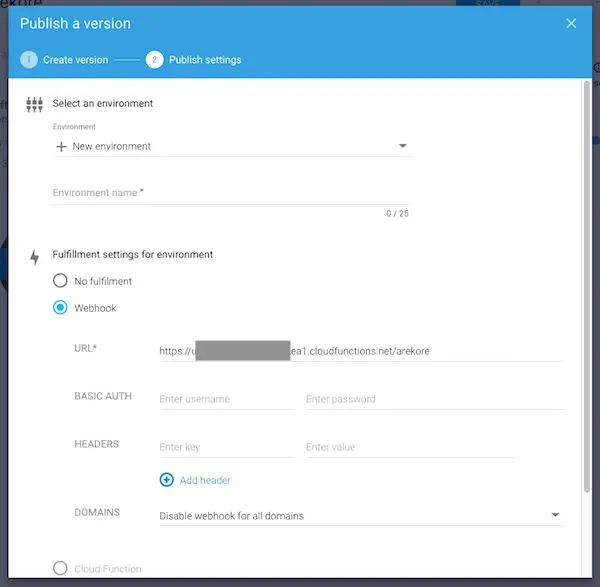 ekore
SAVE
Publish a version
1 Create version
2 Publish settings
Select an environment
Environment
New environment
Environment name *
0 / 25
Fulfillment settings for environment
No fulfilment
Webhook
URL*
https://u ea1.cloudfunctions.net/arekore
BASIC AUTH
Enter username
Enter password
HEADERS
Enter key
Enter value
Add header
DOMAINS
Disable webhook for all domains
Cloud Function